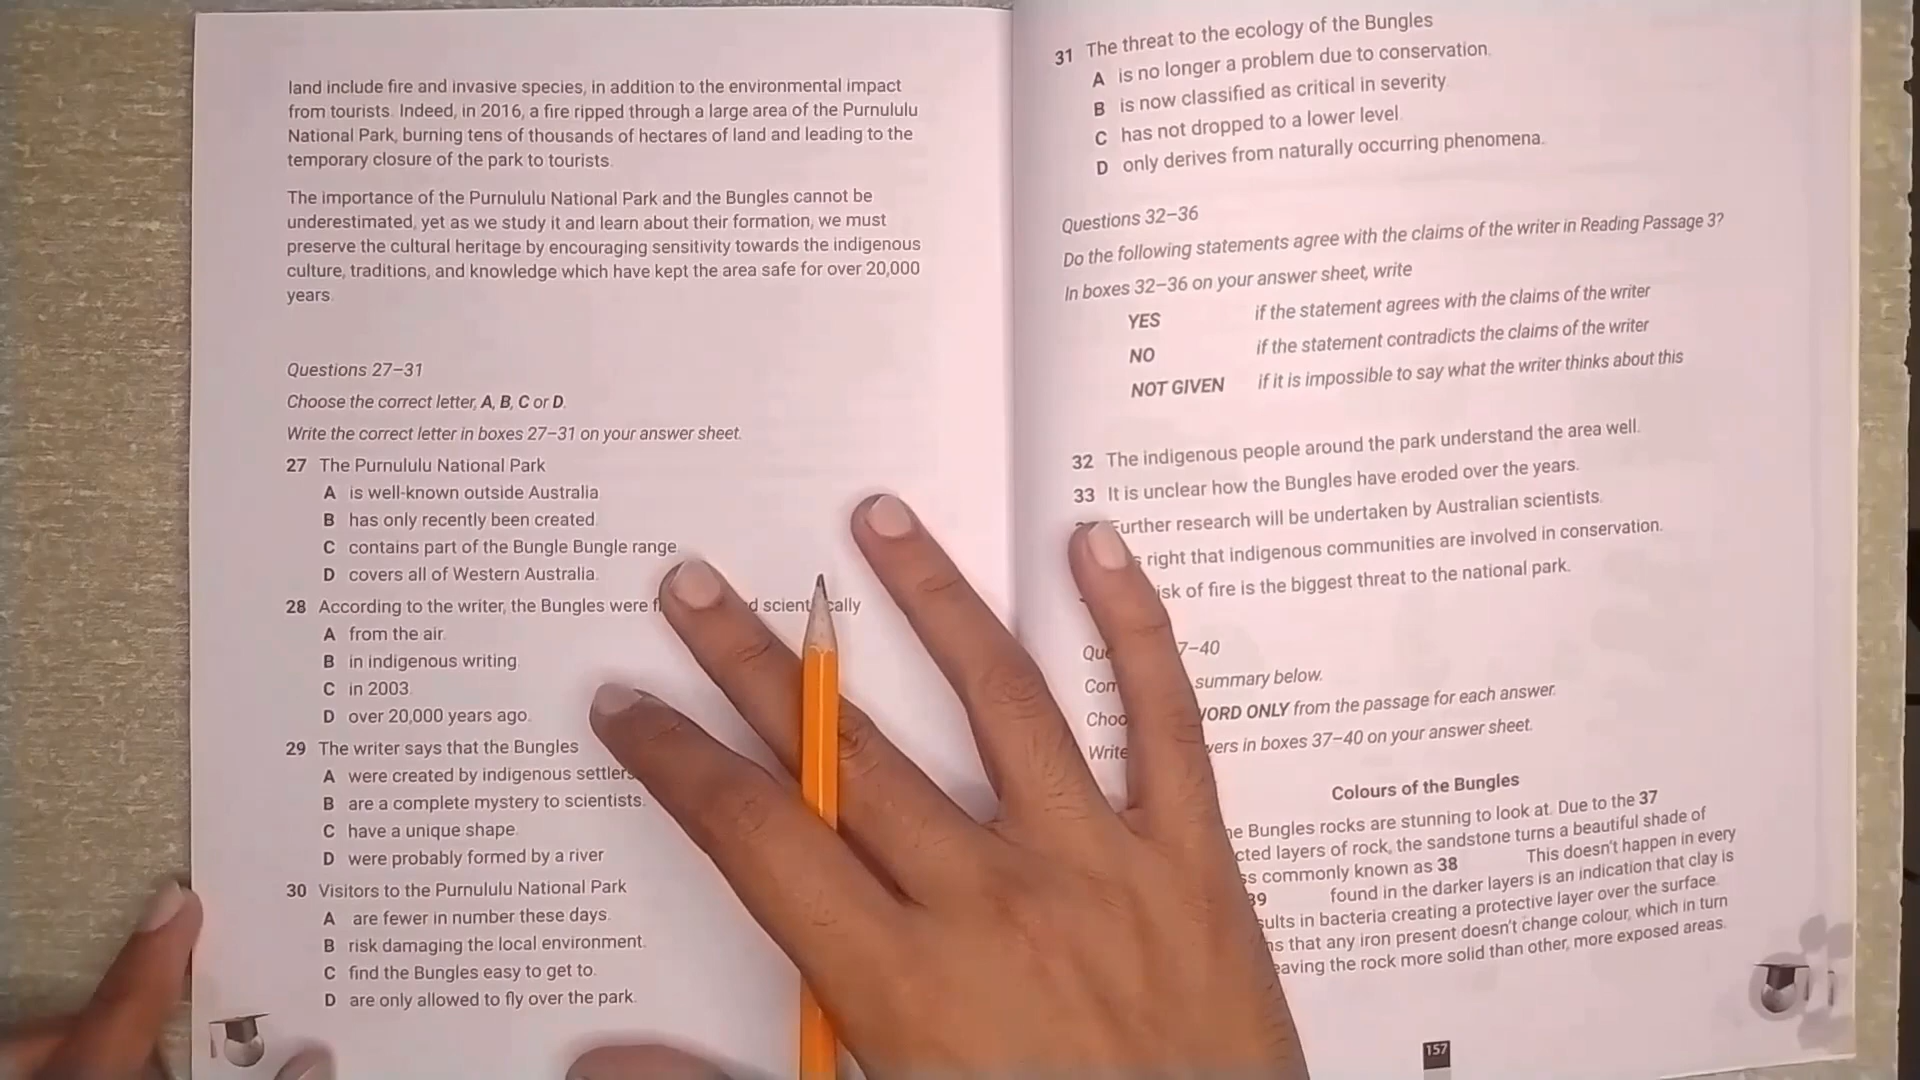 land include fire and invasive species, in addition to the environmental impact
from tourists. Indeed, in 2016, a fire ripped through a large area of the Purnululu
National Park, burning tens of thousands of hectares of land and leading to the
temporary closure of the park to tourists.
The importance of the Purnululu National Park and the Bungles cannot be
underestimated, yet as we study it and learn about their formation, we must
preserve the cultural heritage by encouraging sensitivity towards the indigenous
culture, traditions, and knowledge which have kept the area safe for over 20,000
years.
Questions 27–31
Choose the correct letter, A, B, C or D.
Write the correct letter in boxes 27–31 on your answer sheet.
27 The Purnululu National Park
A is well-known outside Australia
B has only recently been created.
C contains part of the Bungle Bungle range.
D covers all of Western Australia.
28 According to the writer, the Bungles were
A from the air.
B in indigenous writing.
C in 2003.
D over 20,000 years ago.
29 The writer says that the Bungles
A were created by indigenous settlers
B are a complete mystery to scientists.
C have a unique shape.
D were probably formed by a river
30 Visitors to the Purnululu National Park
A are fewer in number these days.
B risk damaging the local environment.
C find the Bungles easy to get to.
D are only allowed to fly over the park.
31 The threat to the ecology of the Bungles
A is no longer a problem due to conservation.
B is now classified as critical in severity.
C has not dropped to a lower level.
D only derives from naturally occurring phenomena.
Questions 32–36
Do the following statements agree with the claims of the writer in Reading Passage 3?
In boxes 32–36 on your answer sheet, write
YES if the statement agrees with the claims of the writer
NO if the statement contradicts the claims of the writer
NOT GIVEN if it is impossible to say what the writer thinks about this
32 The indigenous people around the park understand the area well.
33 It is unclear how the Bungles have eroded over the years.
Further research will be undertaken by Australian scientists.
right that indigenous communities are involved in conservation.
of fire is the biggest threat to the national park.
7–40
summary below.
ONLY from the passage for each answer.
in boxes 37–40 on your answer sheet.
Colours of the Bungles
Bungles rocks are stunning to look at. Due to the 37
layers of rock, the sandstone turns a beautiful shade of
commonly known as 38 This doesn't happen in every
39 found in the darker layers is an indication that clay is
in bacteria creating a protective layer over the surface.
that any iron present doesn't change colour, which in turn
the rock more solid than other, more exposed areas.
157